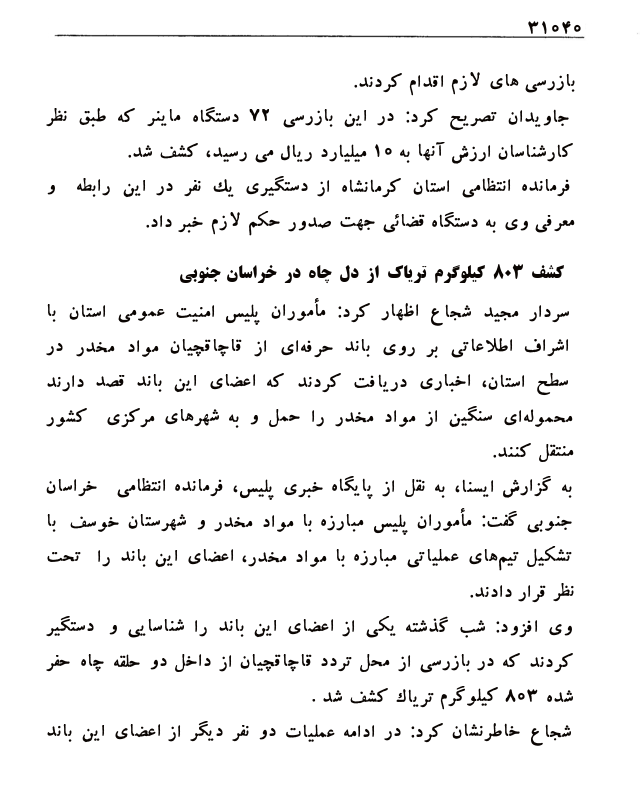 ۳۱۰۴۰
بازرسی های لازم اقدام کردند.
جاویدان تصریح کرد: در این بازرسی ۷۲ دستگاه ماینر که طبق نظر
کارشناسان ارزش آنها به ۱۰ میلیارد ریال می رسید، کشف شد.
فرمانده انتظامی استان کرمانشاه از دستگیری یك نفر در این رابطه و
معرفی وی به دستگاه قضائی جهت صدور حکم لازم خبر داد.
کشف ۸۰۳ کیلوگرم تریاک از دل چاه در خراسان جنوبی
سردار مجید شجاع اظهار کرد: مأموران پلیس امنیت عمومی استان با
اشراف اطلاعاتی بر روی باند حرفه‌ای از قاچاقچیان مواد مخدر در
سطح استان، اخباری دریافت کردند که اعضای این باند قصد دارند
محموله‌ای سنگین از مواد مخدر را حمل و به شهرهای مرکزی کشور
منتقل کنند.
به گزارش ایسنا، به نقل از پایگاه خبری پلیس، فرمانده انتظامی خراسان
جنوبی گفت: مأموران پلیس مبارزه با مواد مخدر و شهرستان خوسف با
تشکیل تیم‌های عملیاتی مبارزه با مواد مخدر، اعضای این باند را تحت
نظر قرار دادند.
وی افزود: شب گذشته یکی از اعضای این باند را شناسایی و دستگیر
کردند که در بازرسی از محل تردد قاچاقچیان از داخل دو حلقه چاه حفر
شده ۸۰۳ کیلوگرم تریاك کشف شد .
شجاع خاطرنشان کرد: در ادامه عملیات دو نفر دیگر از اعضای این باند